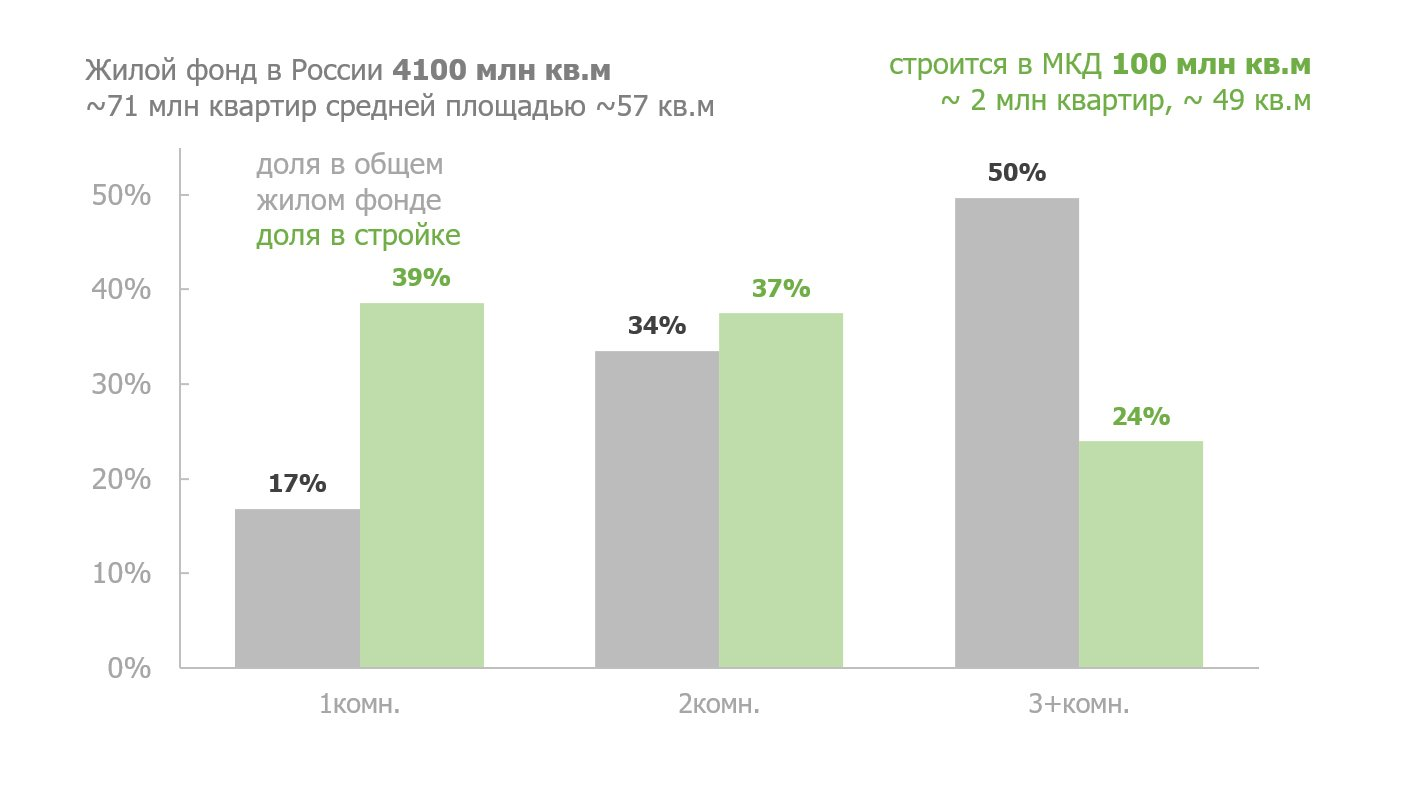 Жилой фонд в России 4100 млн кв.м
~71 млн квартир средней площадью ~57 кв.м
строится в МКД 100 млн кв.м
~ 2 млн квартир, ~ 49 кв.м
доля в общем
жилом фонде
доля в стройке
50%
40%
30%
20%
10%
0%
17%
39%
34%
37%
50%
24%
1комн.
2комн.
3+комн.